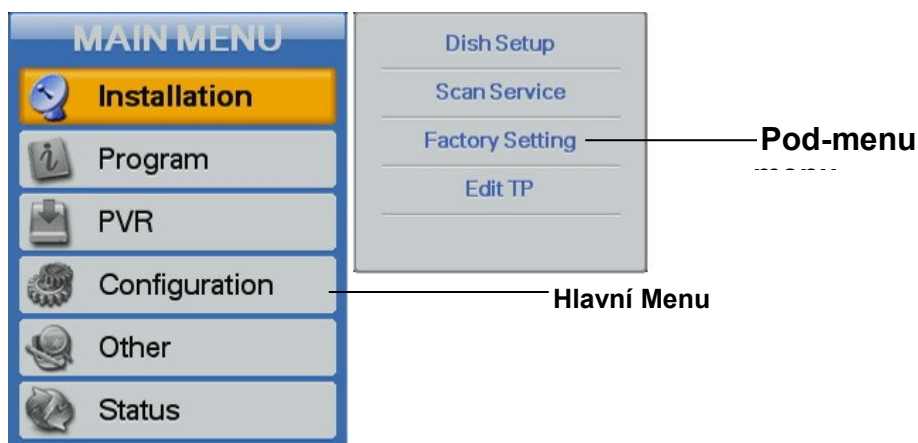 MAIN MENU
Installation
Program
PVR
Configuration
Other
Status
Dish Setup
Scan Service
Factory Setting
Edit TP
Pod-menu
Hlavní Menu